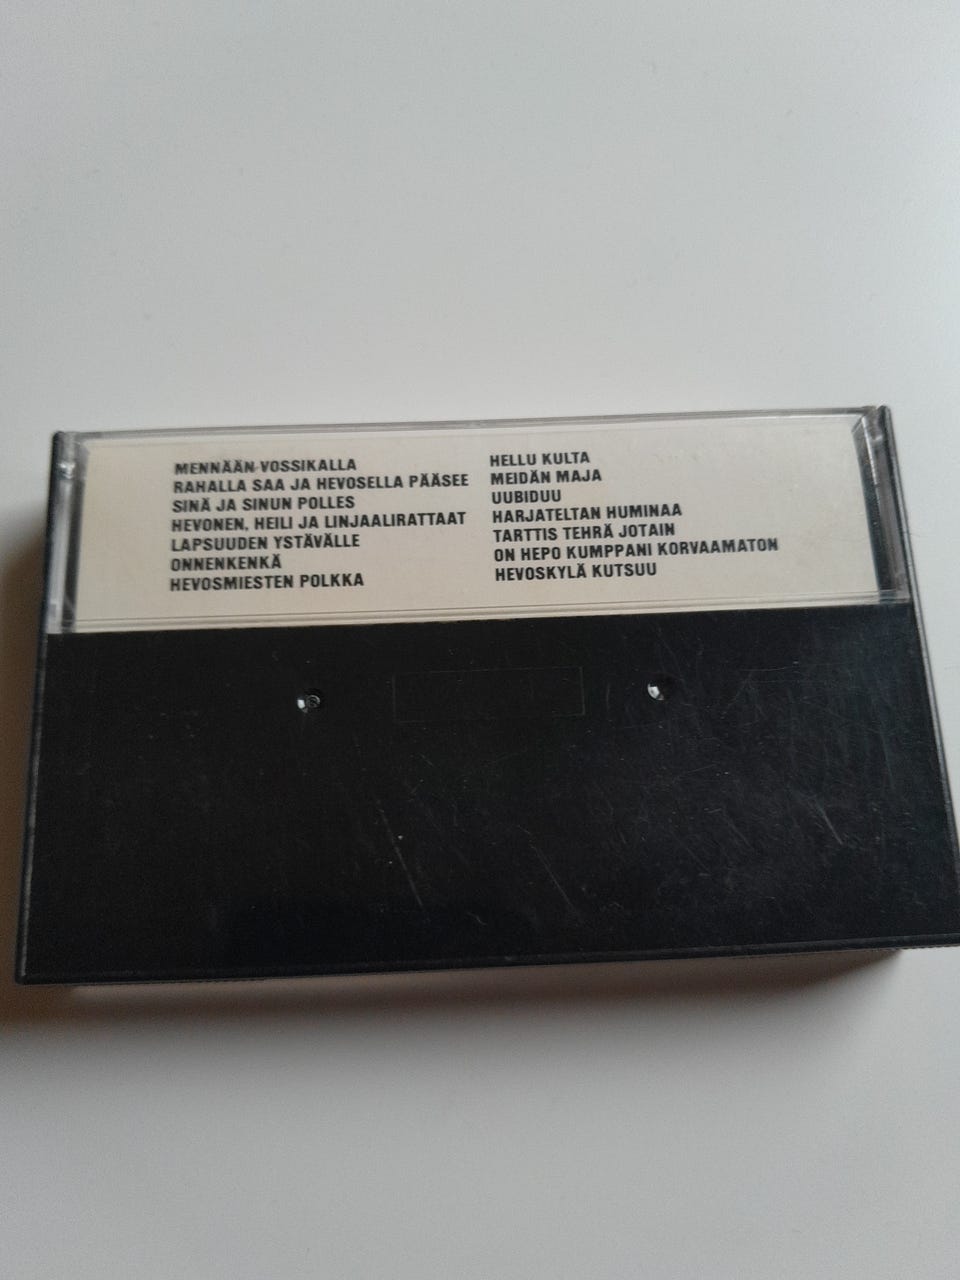 MENNÄÄN VOSSIKALLA
RAHALLA SAA JA HEVOSELLA PÄÄSEE
SINÄ JA SINUN POLLES
HEVONEN, HEILI JA LINJAALIRATTAAT
LAPSUUDEN YSTÄVÄLLE
ONNENKENKÄ
HEVOSMIESTEN POLKKA
HELLU KULTA
MEIDÄN MAJA
UUBIDUU
HARJATELTAN HUMINAA
TARTTIS TEHRÄ JOTAIN
ON HEPO KUMPPANI KORVAAMATON
HEVOSKYLÄ KUTSUU